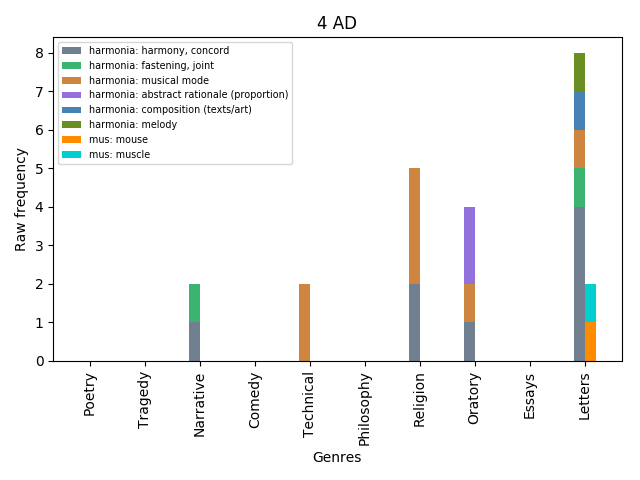 4 AD
harmonia: harmony, concord
harmonia: fastening, joint
harmonia: musical mode
harmonia: abstract rationale (proportion)
harmonia: composition (texts/art)
harmonia: melody
mus: mouse
mus: muscle
Raw frequency
8
7
6
5
4
3
2
1
0
Poetry
Tragedy
Narrative
Comedy
Technical
Philosophy
Religion
Oratory
Essays
Letters
Genres